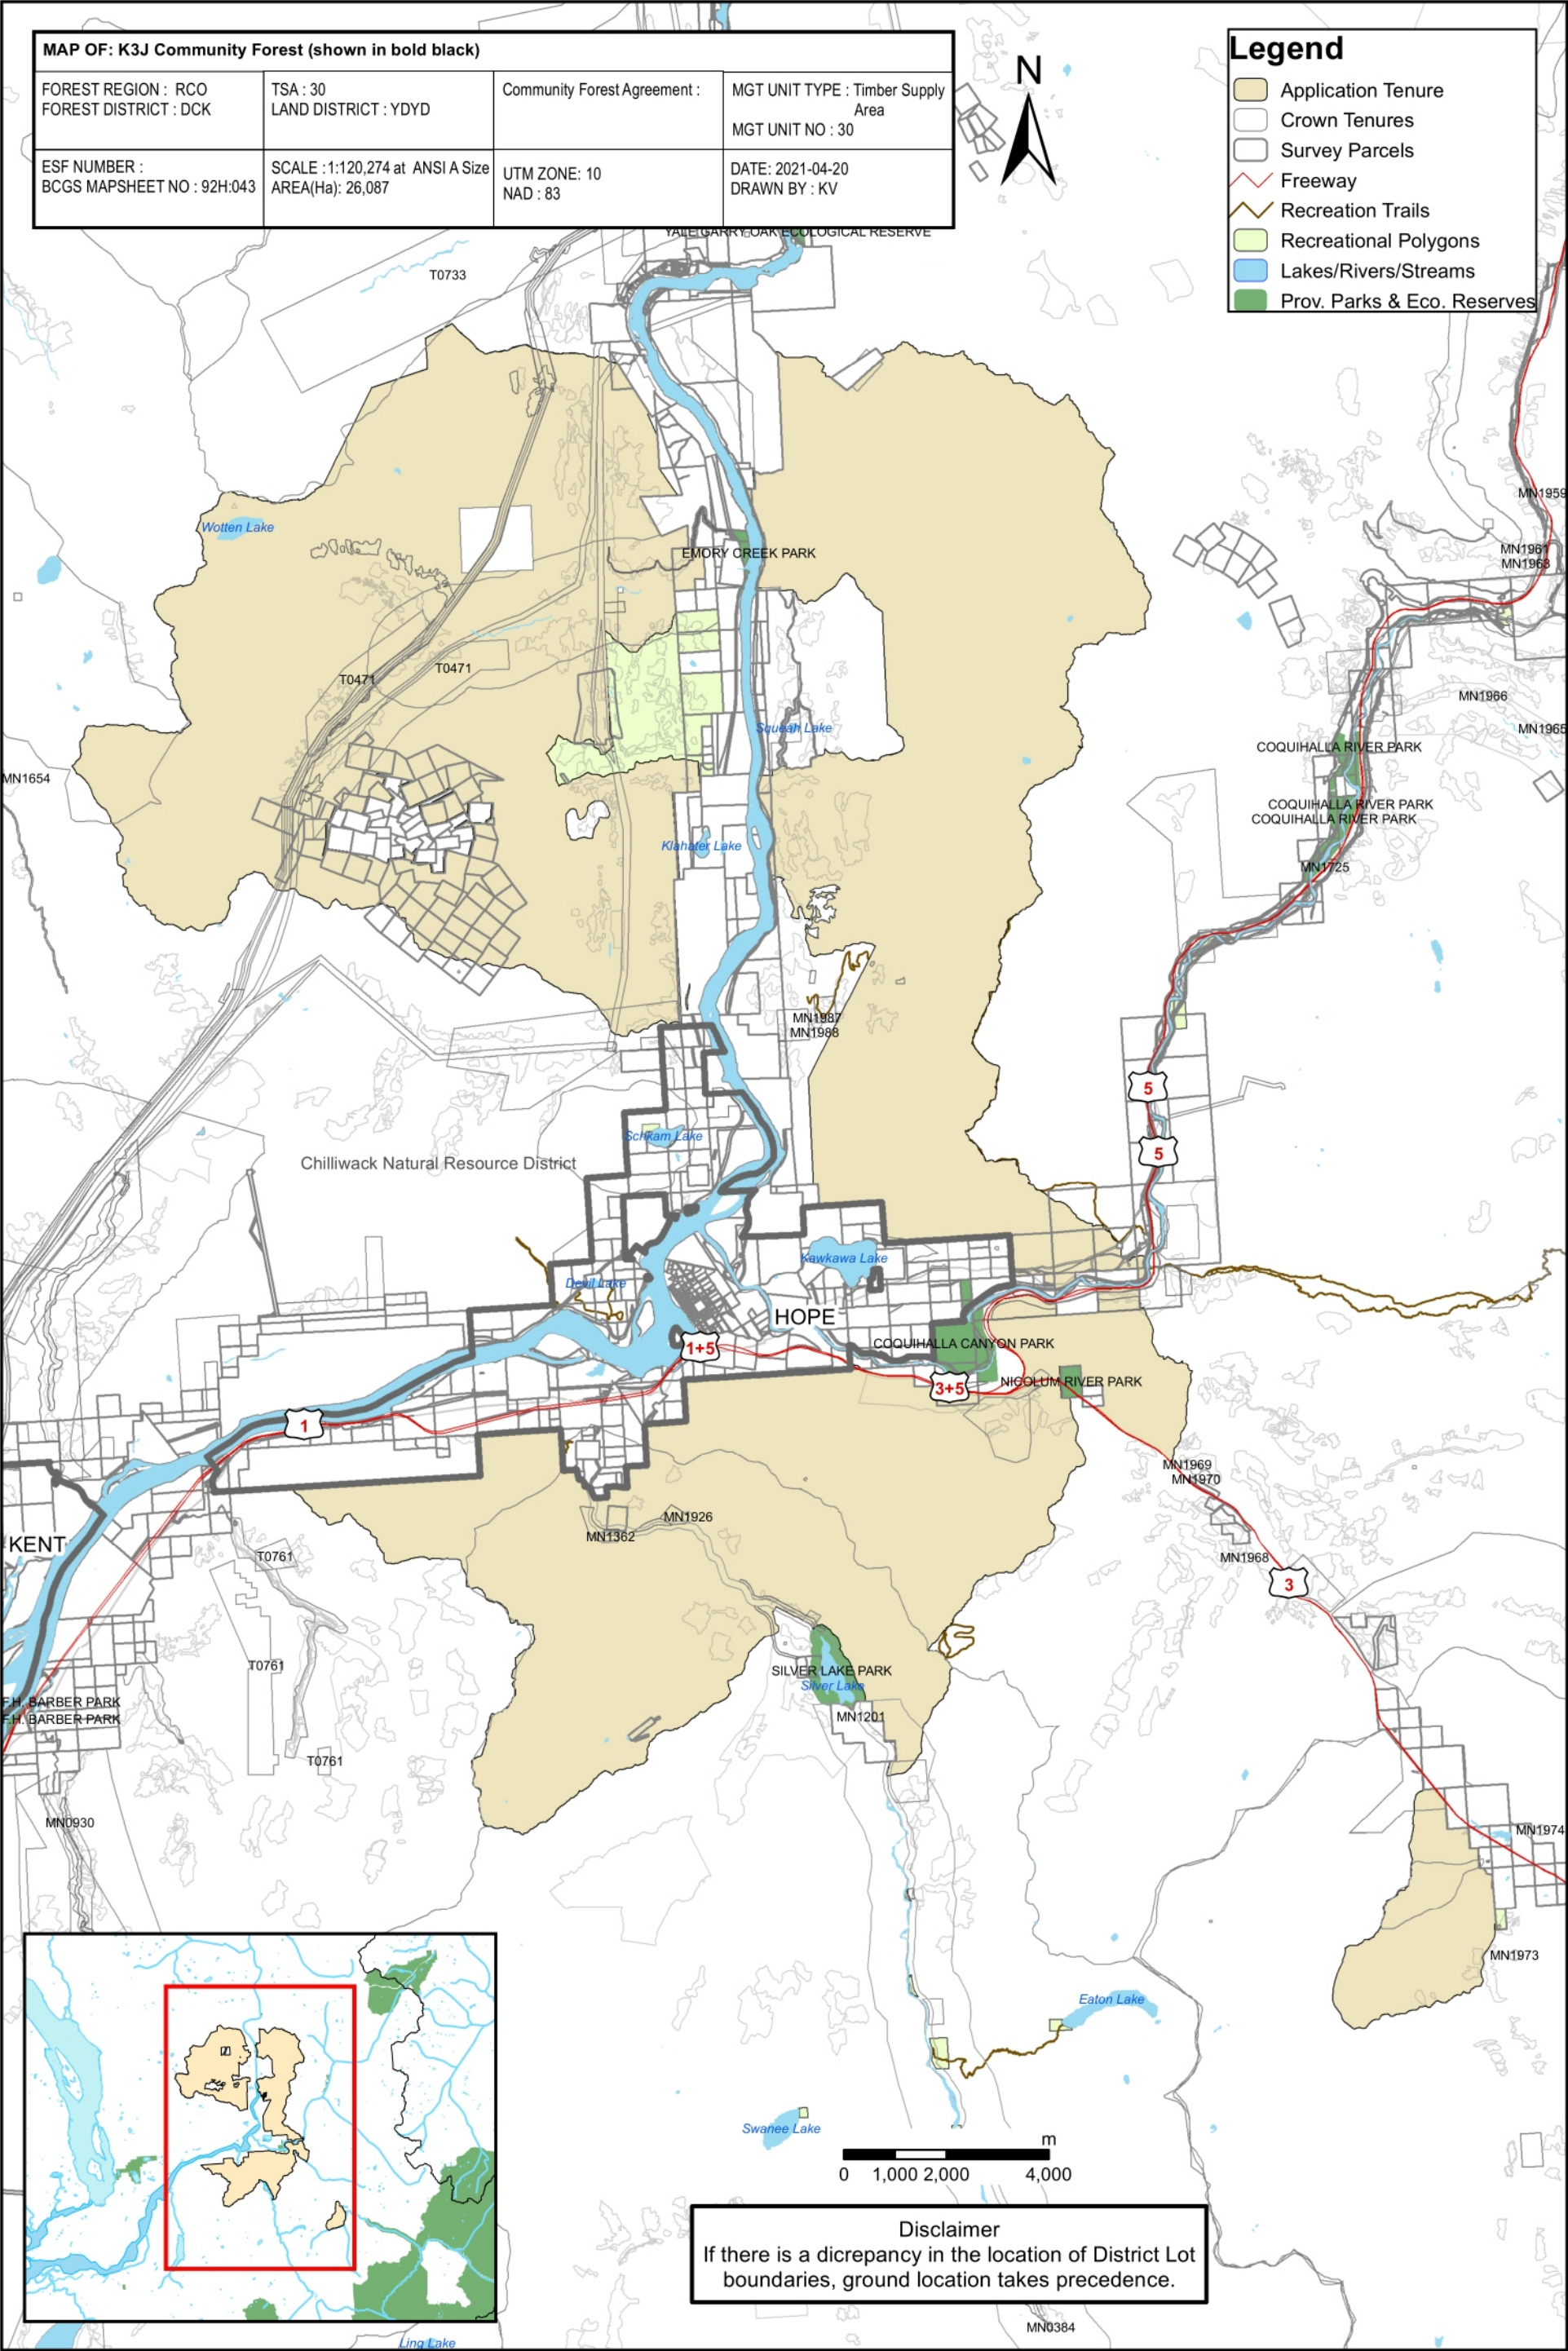 MAP OF: K3J Community Forest (shown in bold black)
FOREST REGION : RCO
FOREST DISTRICT : DCK
TSA : 30
LAND DISTRICT : YDYD
Community Forest Agreement :
MGT UNIT TYPE : Timber Supply
Area
MGT UNIT NO : 30
ESF NUMBER :
BCGS MAPSHEET NO : 92H:043
SCALE :1:120,274 at ANSI A Size
AREA(Ha): 26,087
UTM ZONE: 10
NAD : 83
DATE: 2021-04-20
DRAWN BY : KV
N
Legend
Application Tenure
Crown Tenures
Survey Parcels
Freeway
Recreation Trails
Recreational Polygons
Lakes/Rivers/Streams
Prov. Parks & Eco. Reserves
YALE GARRY OAK ECOLOGICAL RESERVE
T0733
MN1959
Wotten Lake
EMORY CREEK PARK
MN1961
MN1963
T0471
T0471
MN1966
Squeah Lake
MN1965
COQUIHALLA RIVER PARK
MN1654
COQUIHALLA RIVER PARK
COQUIHALLA RIVER PARK
Klahater Lake
MN1725
MN1987
MN1988
5
Schkam Lake
5
Chilliwack Natural Resource District
Kawkawa Lake
Devil Lake
HOPE
COQUIHALLA CANYON PARK
1+5
NICOLUM RIVER PARK
3+5
1
MN1969
MN1970
MN1926
MN1362
KENT
T0761
MN1968
3
T0761
SILVER LAKE PARK
Silver Lake
F.H. BARBER PARK
F.H. BARBER PARK
MN1201
T0761
MN0930
MN1974
MN1973
Eaton Lake
Swanee Lake
m
0 1,000 2,000 4,000
Disclaimer
If there is a dicrepancy in the location of District Lot
boundaries, ground location takes precedence.
MN0384
Ling Lake